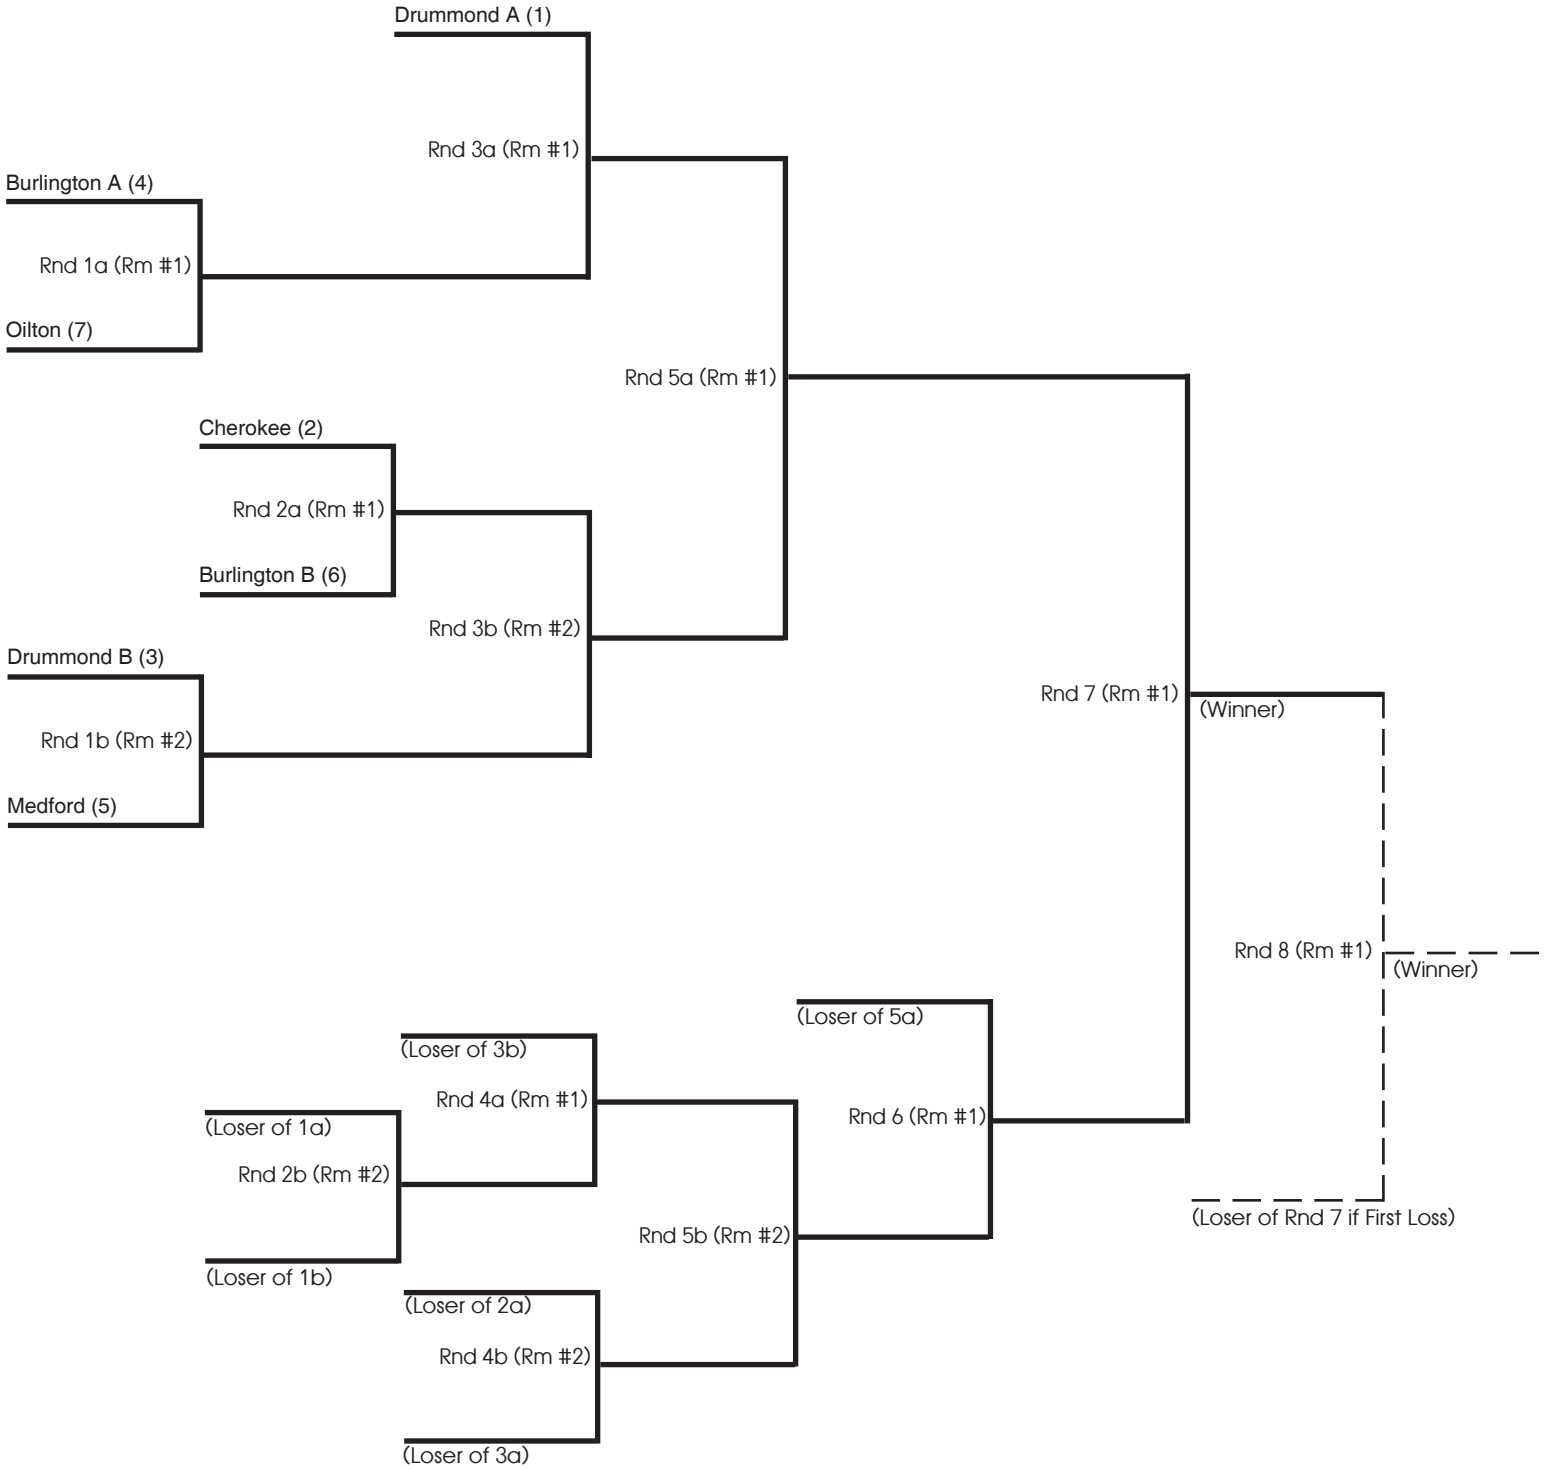 Drummond A (1)
Rnd 3a (Rm #1)
Burlington A (4)
Rnd 1a (Rm #1)
Oilton (7)
Rnd 5a (Rm #1)
Cherokee (2)
Rnd 2a (Rm #1)
Burlington B (6)
Rnd 3b (Rm #2)
Drummond B (3)
Rnd 1b (Rm #2)
Medford (5)
Rnd 7 (Rm #1)
(Winner)
Rnd 8 (Rm #1)
(Winner)
(Loser of 5a)
(Loser of 3b)
Rnd 4a (Rm #1)
Rnd 6 (Rm #1)
(Loser of 1a)
Rnd 2b (Rm #2)
(Loser of Rnd 7 if First Loss)
Rnd 5b (Rm #2)
(Loser of 1b)
(Loser of 2a)
Rnd 4b (Rm #2)
(Loser of 3a)